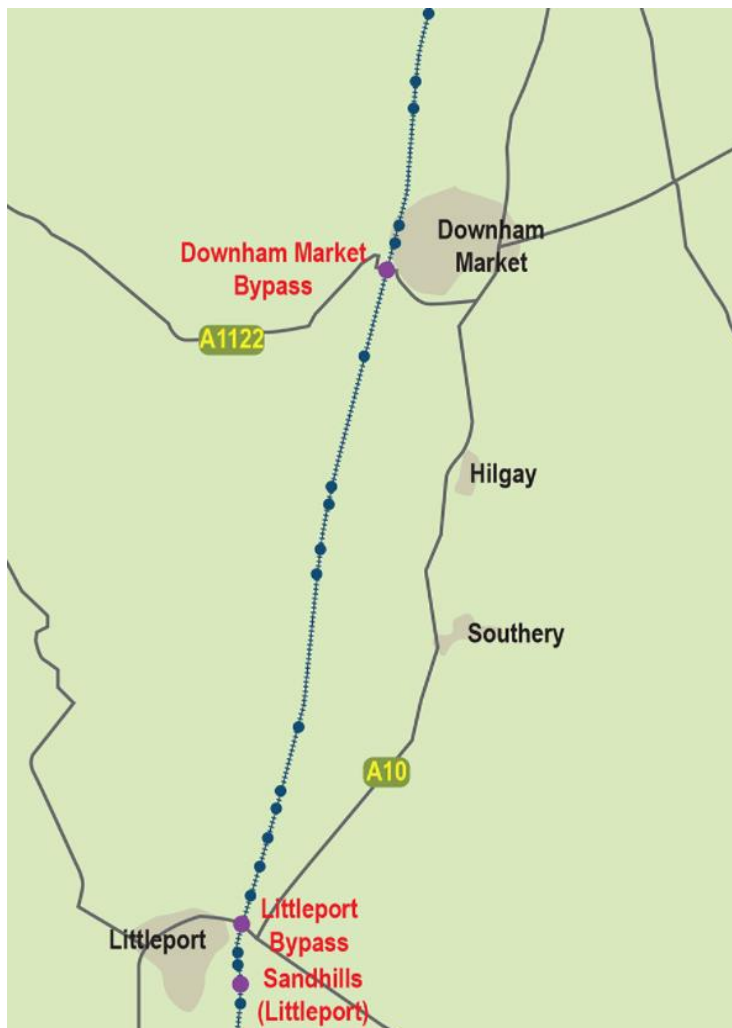 Downham
Market
Downham Market
Bypass
A1122
Hilgay
Southery
A10
Littleport
Littleport
Bypass
Sandhills
(Littleport)